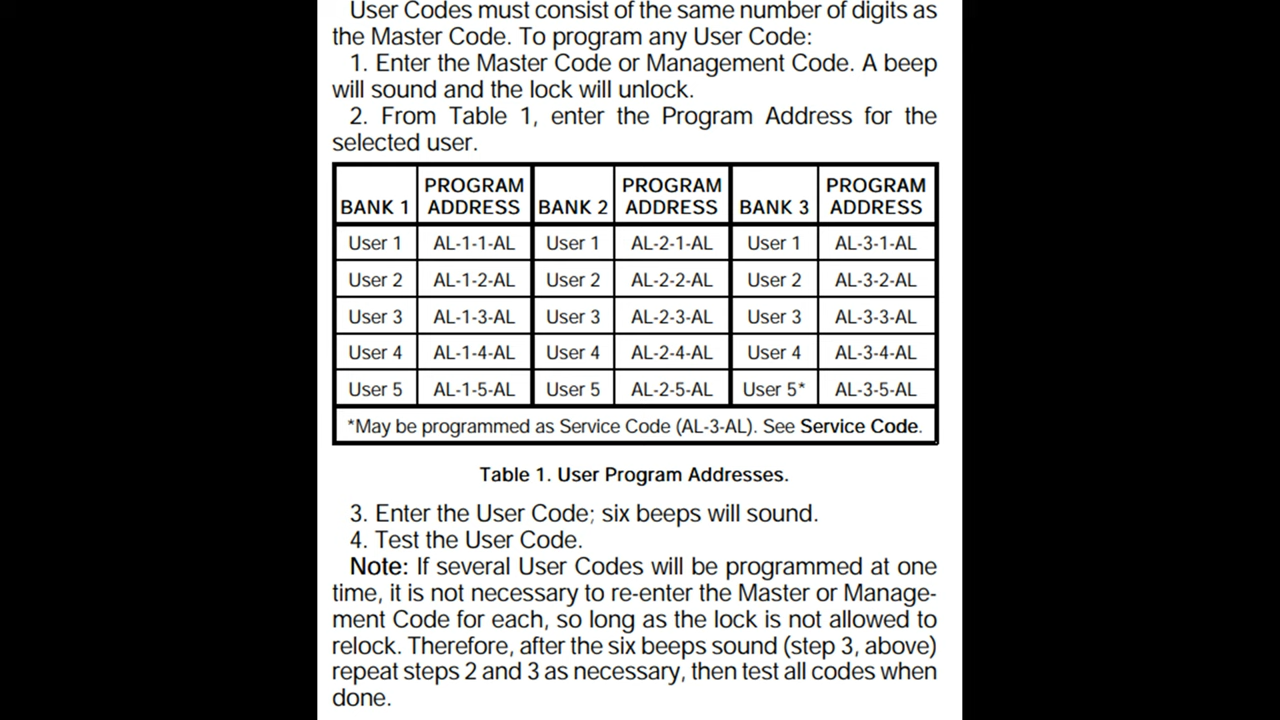 User Codes must consist of the same number of digits as
the Master Code. To program any User Code:
1. Enter the Master Code or Management Code. A beep
will sound and the lock will unlock.
2. From Table 1, enter the Program Address for the
selected user.
BANK 1 PROGRAM ADDRESS BANK 2 PROGRAM ADDRESS BANK 3 PROGRAM ADDRESS
User 1 AL-1-1-AL User 1 AL-2-1-AL User 1 AL-3-1-AL
User 2 AL-1-2-AL User 2 AL-2-2-AL User 2 AL-3-2-AL
User 3 AL-1-3-AL User 3 AL-2-3-AL User 3 AL-3-3-AL
User 4 AL-1-4-AL User 4 AL-2-4-AL User 4 AL-3-4-AL
User 5 AL-1-5-AL User 5 AL-2-5-AL User 5* AL-3-5-AL
*May be programmed as Service Code (AL-3-AL). See Service Code.
Table 1. User Program Addresses.
3. Enter the User Code; six beeps will sound.
4. Test the User Code.
Note: If several User Codes will be programmed at one
time, it is not necessary to re-enter the Master or Manage-
ment Code for each, so long as the lock is not allowed to
relock. Therefore, after the six beeps sound (step 3, above)
repeat steps 2 and 3 as necessary, then test all codes when
done.